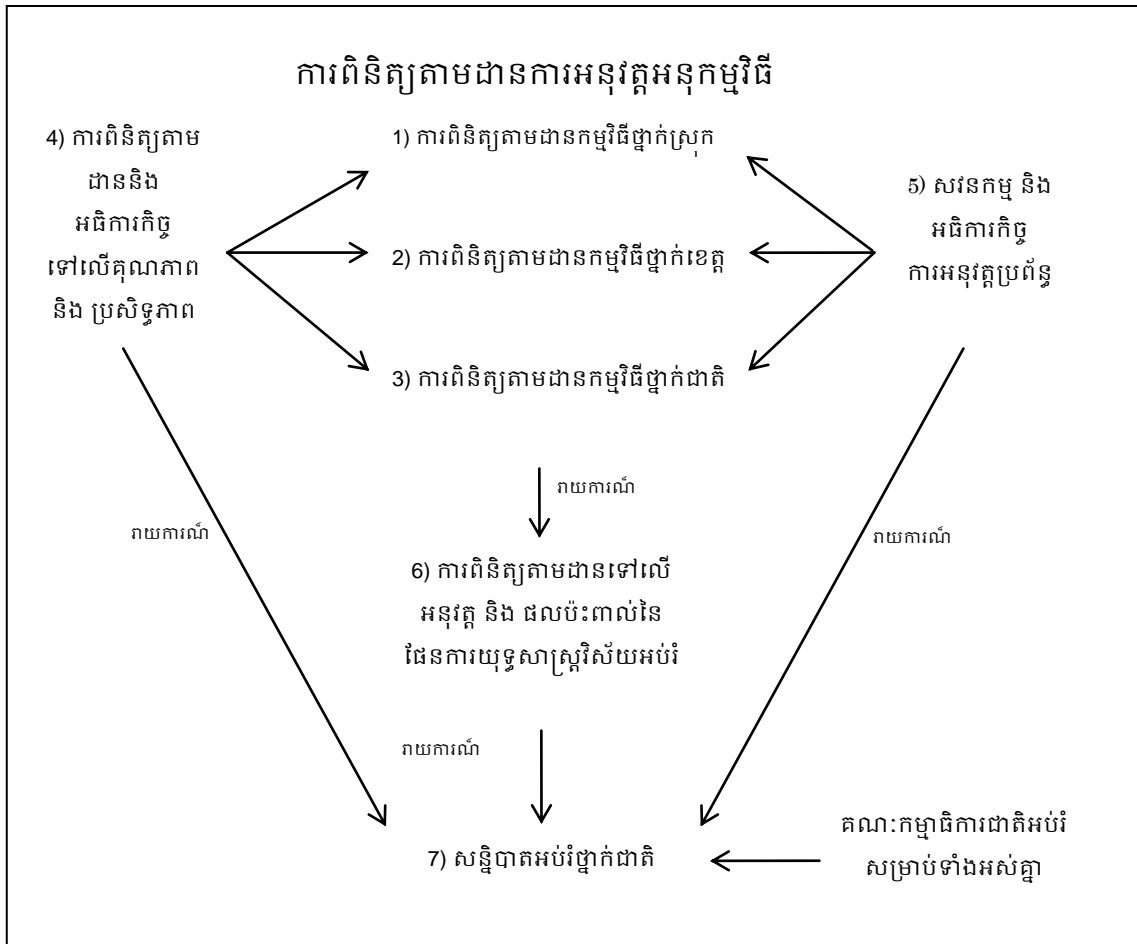 ការពិនិត្យតាមដានការអនុវត្តអនុកម្មវិធី
4) ការពិនិត្យតាម
ដាននិង
អធិការកិច្ច
ទៅលើគុណភាព
និង ប្រសិទ្ធភាព
1) ការពិនិត្យតាមដានកម្មវិធីថ្នាក់ស្រុក
2) ការពិនិត្យតាមដានកម្មវិធីថ្នាក់ខេត្ត
3) ការពិនិត្យតាមដានកម្មវិធីថ្នាក់ជាតិ
5) សវនកម្ម និង
អធិការកិច្ច
ការអនុវត្តប្រព័ន្ធ
រាយការណ៍
រាយការណ៍
រាយការណ៍
6) ការពិនិត្យតាមដានទៅលើ
អនុវត្ត និង ផលប៉ះពាល់នៃ
ផែនការយុទ្ធសាស្ត្រវិស័យអប់រំ
រាយការណ៍
7) សន្និបាតអប់រំថ្នាក់ជាតិ
គណៈកម្មាធិការជាតិអប់រំ
សម្រាប់ទាំងអស់គ្នា